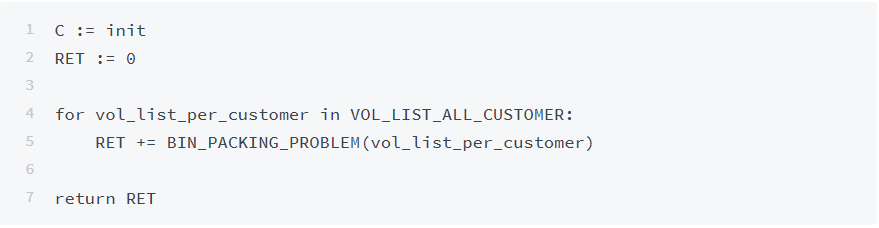 1 C := init
2 RET := 0
3
4 for vol_list_per_customer in VOL_LIST_ALL_CUSTOMER:
5     RET += BIN_PACKING_PROBLEM(vol_list_per_customer)
6
7 return RET